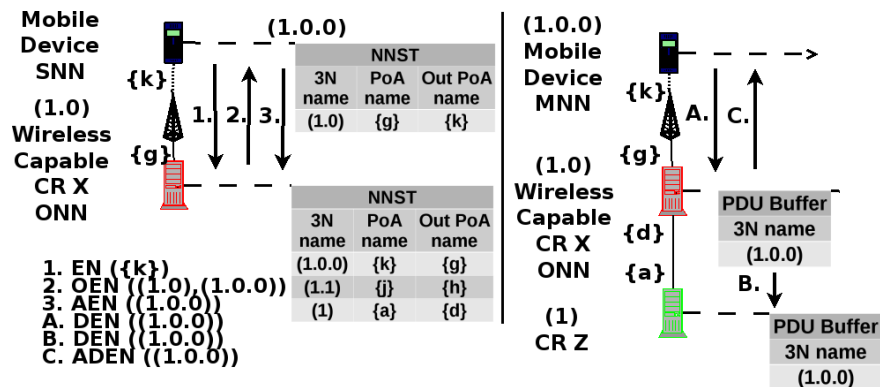 Mobile
Device
SNN
(1.0.0)
{k}
1.
2.
3.
(1.0)
Wireless
Capable
CR X
ONN
{g}
NNST
3N name PoA name Out PoA name
(1.0) {g} {k}
NNST
3N name PoA name Out PoA name
(1.0.0) {k} {g}
(1.1) {j} {h}
(1) {a} {d}
1. EN ({k})
2. OEN ((1.0),(1.0.0))
3. AEN ((1.0.0))
A. DEN ((1.0.0))
B. DEN ((1.0.0))
C. ADEN ((1.0.0))
(1.0.0)
Mobile
Device
MNN
{k}
A.
C.
{g}
(1.0)
Wireless
Capable
CR X
ONN
{d}
{a}
PDU Buffer
3N name
(1.0.0)
B.
(1)
CR Z
PDU Buffer
3N name
(1.0.0)